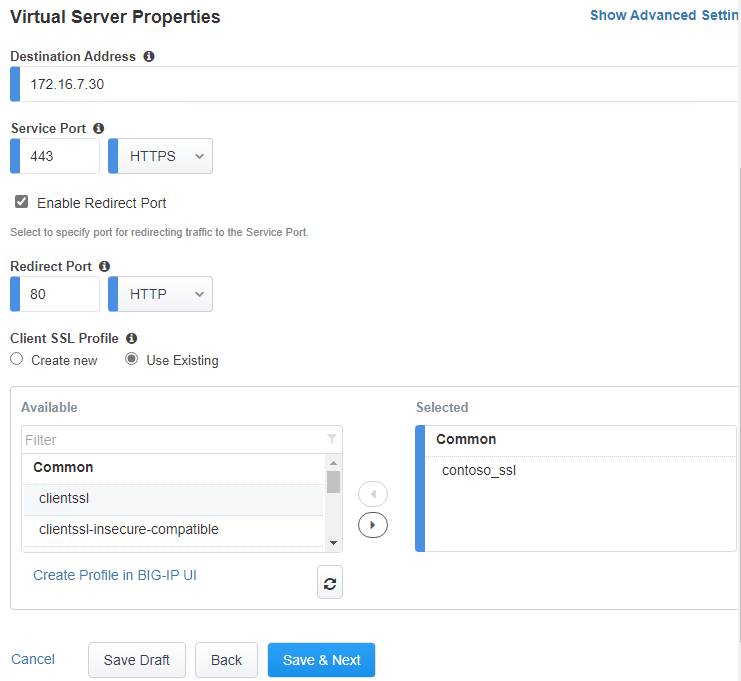 Virtual Server Properties
Show Advanced Settin
Destination Address
172.16.7.30
Service Port
443 HTTPS
Enable Redirect Port
Select to specify port for redirecting traffic to the Service Port.
Redirect Port
80 HTTP
Client SSL Profile
Create new Use Existing
Available
Filter
Common
clientssl
clientssl-insecure-compatible
Create Profile in BIG-IP UI
Selected
Common
contoso_ssl
Cancel Save Draft Back Save & Next